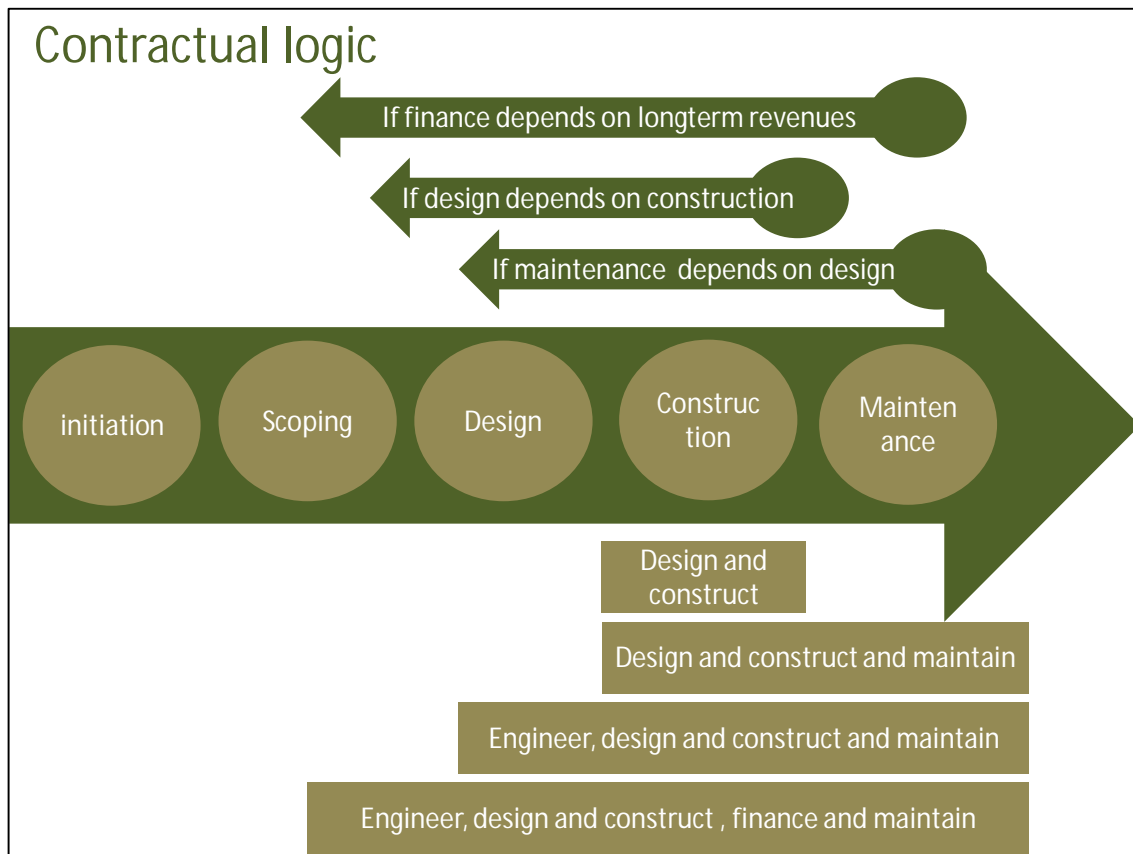 Contractual logic
If finance depends on longterm revenues
If design depends on construction
If maintenance  depends on design
initiation
Scoping
Design
Construc
tion
Mainten
ance
Design and
construct
Design and construct and maintain
Engineer, design and construct and maintain
Engineer, design and construct , finance and maintain